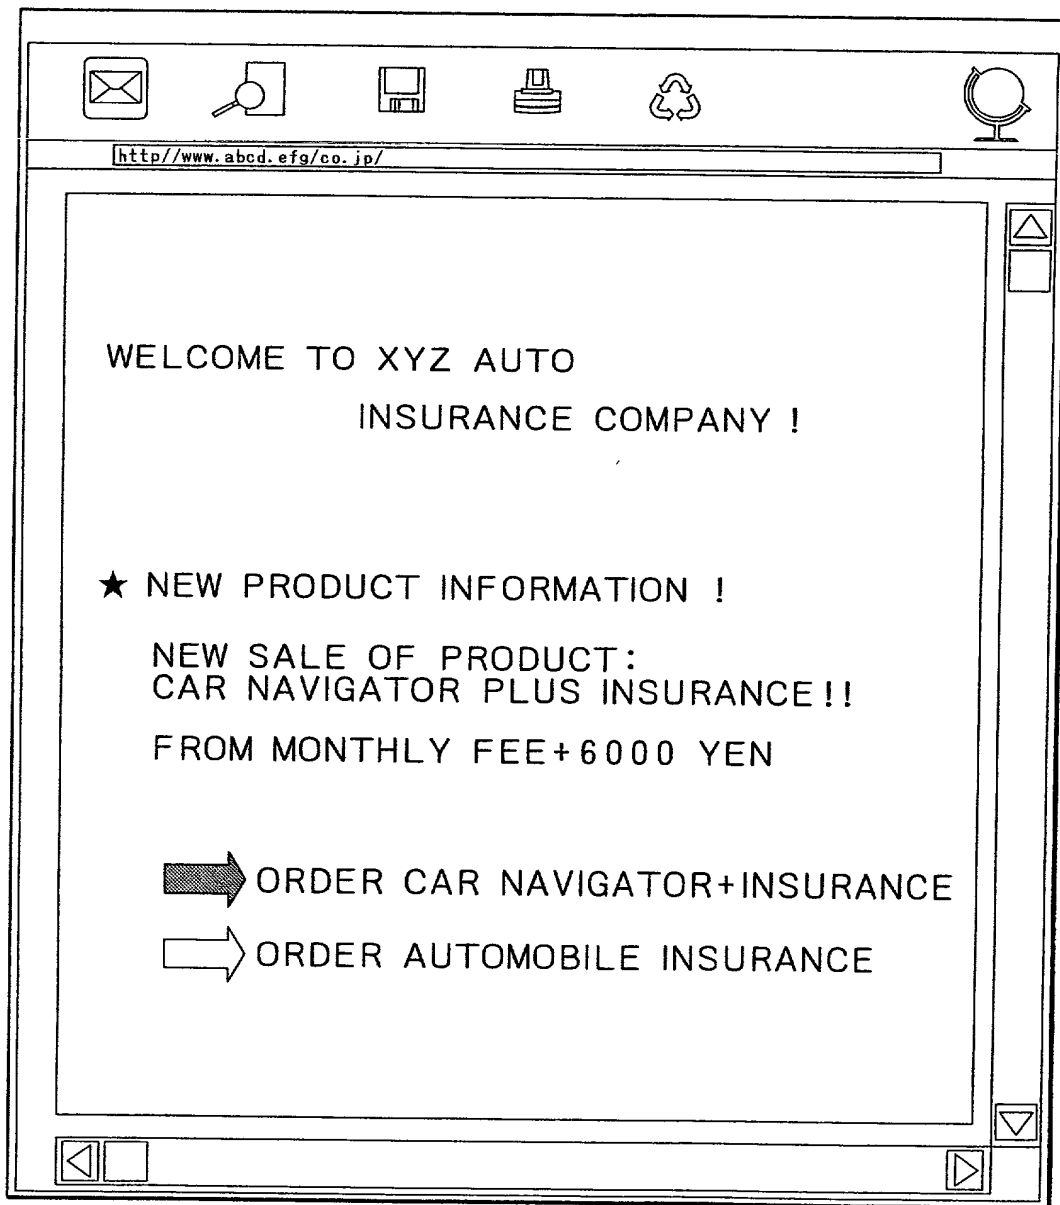 http//www.abcd.efg/co.jp/
WELCOME TO XYZ AUTO
INSURANCE COMPANY !
★ NEW PRODUCT INFORMATION !
NEW SALE OF PRODUCT:
CAR NAVIGATOR PLUS INSURANCE!!
FROM MONTHLY FEE+6000 YEN
ORDER CAR NAVIGATOR+INSURANCE
ORDER AUTOMOBILE INSURANCE